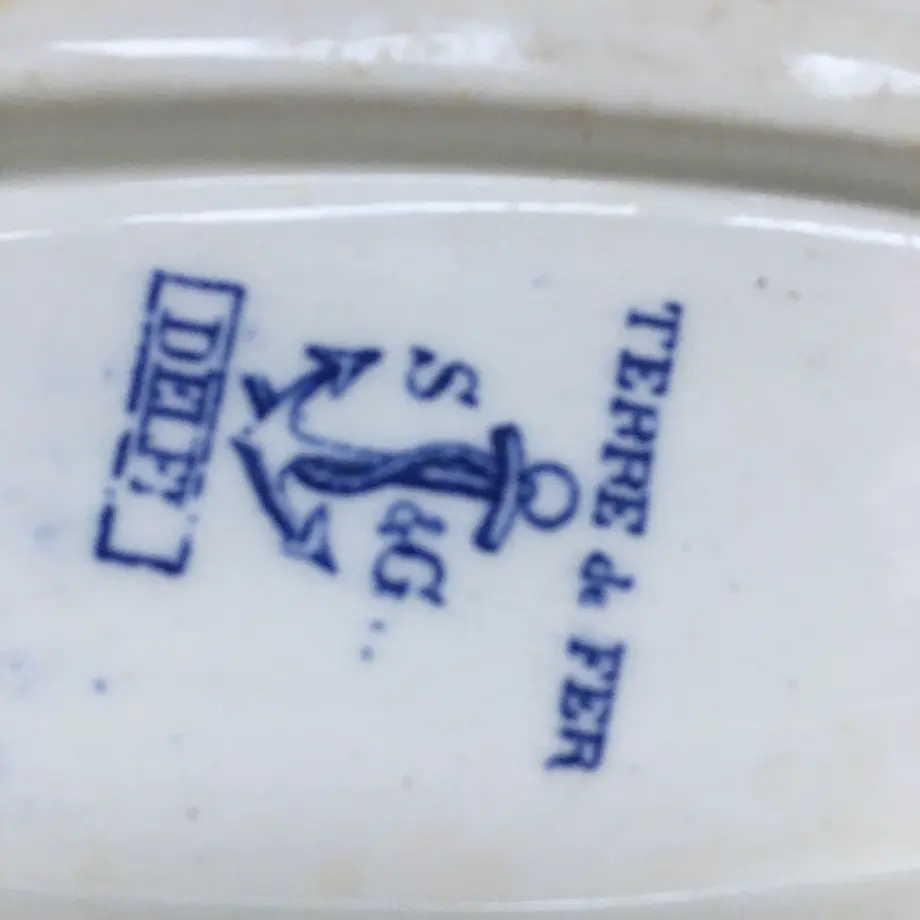 TERRE de FER
S &G..
DELFT